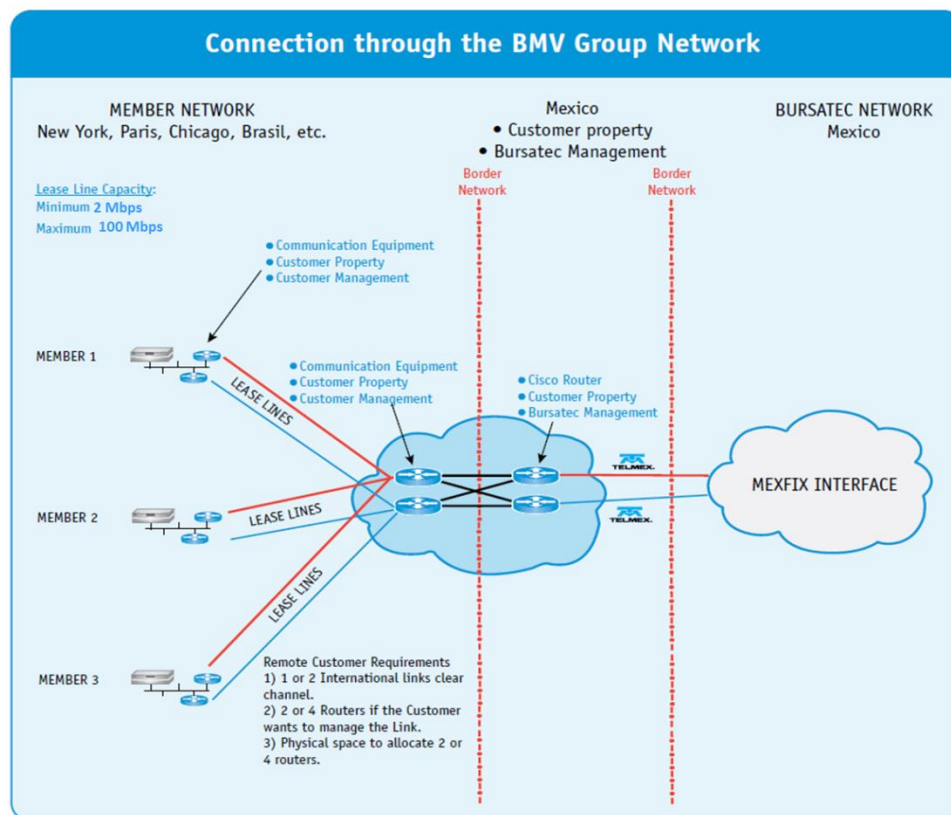 Connection through the BMV Group Network
MEMBER NETWORK
New York, Paris, Chicago, Brasil, etc.
Mexico
• Customer property
• Bursatec Management
BURSATEC NETWORK
Mexico
Border
Network
Border
Network
Lease Line Capacity:
Minimum 2 Mbps
Maximum 100 Mbps
• Communication Equipment
• Customer Property
• Customer Management
MEMBER 1
LEASE LINES
• Communication Equipment
• Customer Property
• Customer Management
• Cisco Router
• Customer Property
• Bursatec Management
TELMEX.
MEXFIX INTERFACE
TELMEX.
MEMBER 2
LEASE LINES
LEASE LINES
MEMBER 3
Remote Customer Requirements
1) 1 or 2 International links clear
channel.
2) 2 or 4 Routers if the Customer
wants to manage the Link.
3) Physical space to allocate 2 or
4 routers.